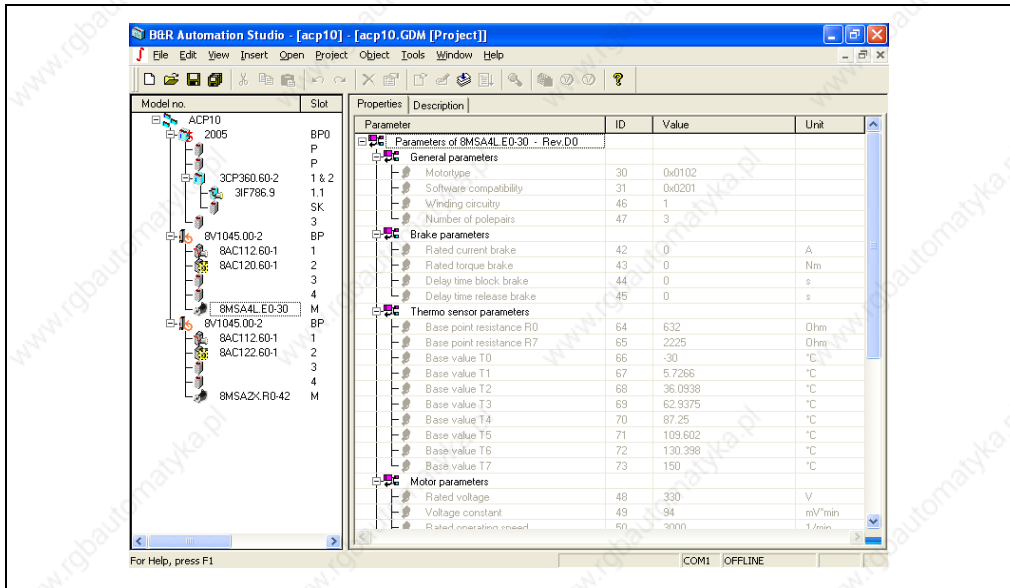 B&R Automation Studio - [acp10] - [acp10.GDM [Project]]
File Edit View Insert Open Project Object Tools Window Help
Model no. Slot
ACP10
2005 BP0
P
P
3CP360.60-2 1 & 2
3IF786.9 1.1
SK
3
8V1045.00-2 BP
8AC112.60-1 1
8AC120.60-1 2
3
4
8MSA4L.E0-30 M
8V1045.00-2 BP
8AC112.60-1 1
8AC122.60-1 2
3
4
8MSA2X.R0-42 M
Properties Description
Parameter ID Value Unit
Parameters of 8MSA4L.E0-30 - Rev.D0
General parameters
Motortype 30 0x0102
Software compatibility 31 0x0201
Winding circuitry 46 1
Number of polepairs 47 3
Brake parameters
Rated current brake 42 0 A
Rated torque brake 43 0 Nm
Delay time block brake 44 0 s
Delay time release brake 45 0 s
Thermo sensor parameters
Base point resistance R0 64 632 Ohm
Base point resistance R7 65 2225 Ohm
Base value T0 66 -30 °C
Base value T1 67 5.7266 °C
Base value T2 68 36.0938 °C
Base value T3 69 62.9375 °C
Base value T4 70 87.25 °C
Base value T5 71 109.602 °C
Base value T6 72 130.398 °C
Base value T7 73 150 °C
Motor parameters
Rated voltage 48 330 V
Voltage constant 49 94 mV*min
Rated operating speed 50 3000 1/min
For Help, press F1
COM1 OFFLINE
www.rgbautomatyka.pl